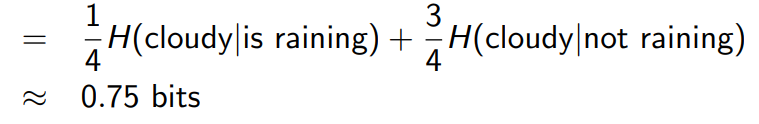 = 1/4 H(cloudy|is raining) + 3/4 H(cloudy|not raining)
≈ 0.75 bits